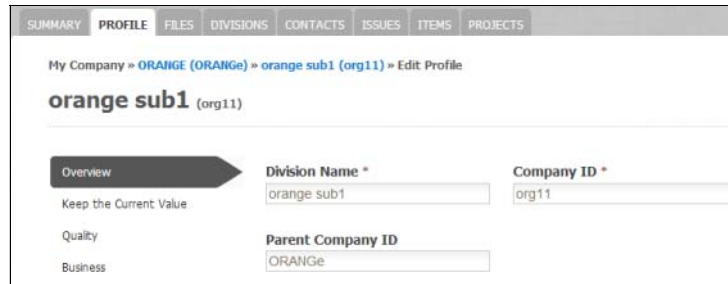 SUMMARY PROFILE FILES DIVISIONS CONTACTS ISSUES ITEMS PROJECTS
My Company » ORANGE (ORANGe) » orange sub1 (org11) » Edit Profile
orange sub1 (org11)
Overview
Division Name * Company ID *
orange sub1 org11
Keep the Current Value
Quality
Parent Company ID
ORANGe
Business